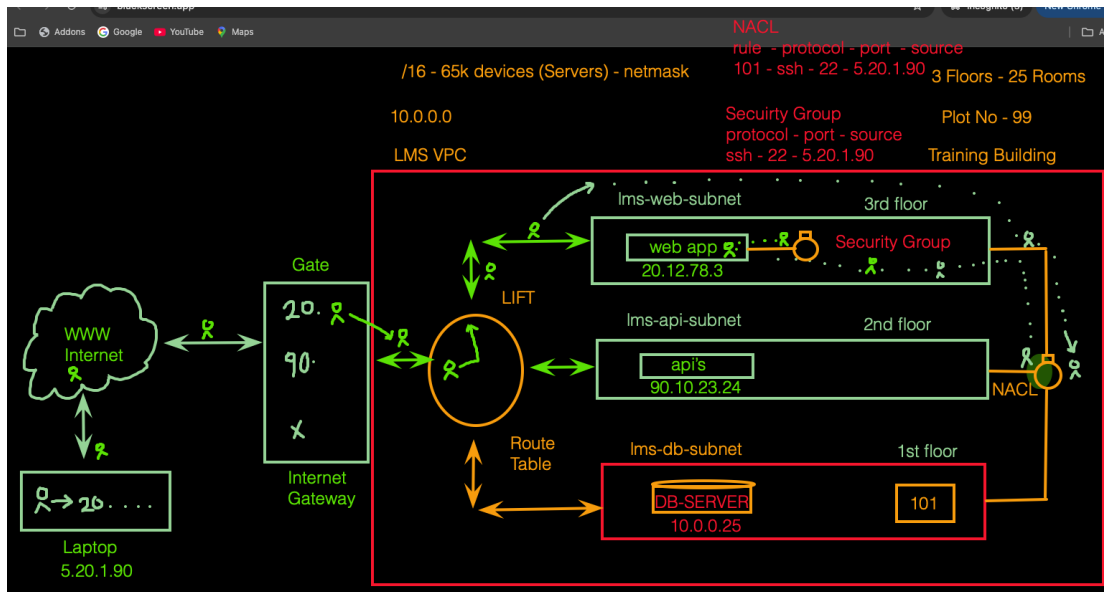 Addons
Google
YouTube
Maps
NACL
rule - protocol - port - source
101 - ssh - 22 - 5.20.1.90
/16 - 65k devices (Servers) - netmask
3 Floors - 25 Rooms
10.0.0.0
Secuirty Group
protocol - port - source
ssh - 22 - 5.20.1.90
Plot No - 99
LMS VPC
Training Building
lms-web-subnet
3rd floor
web app
20.12.78.3
Security Group
Gate
20.
90.
x
Internet
Gateway
LIFT
WWW
Internet
lms-api-subnet
2nd floor
api's
90.10.23.24
NACL
Route
Table
lms-db-subnet
1st floor
DB-SERVER
10.0.0.25
101
→ 20. . . .
Laptop
5.20.1.90